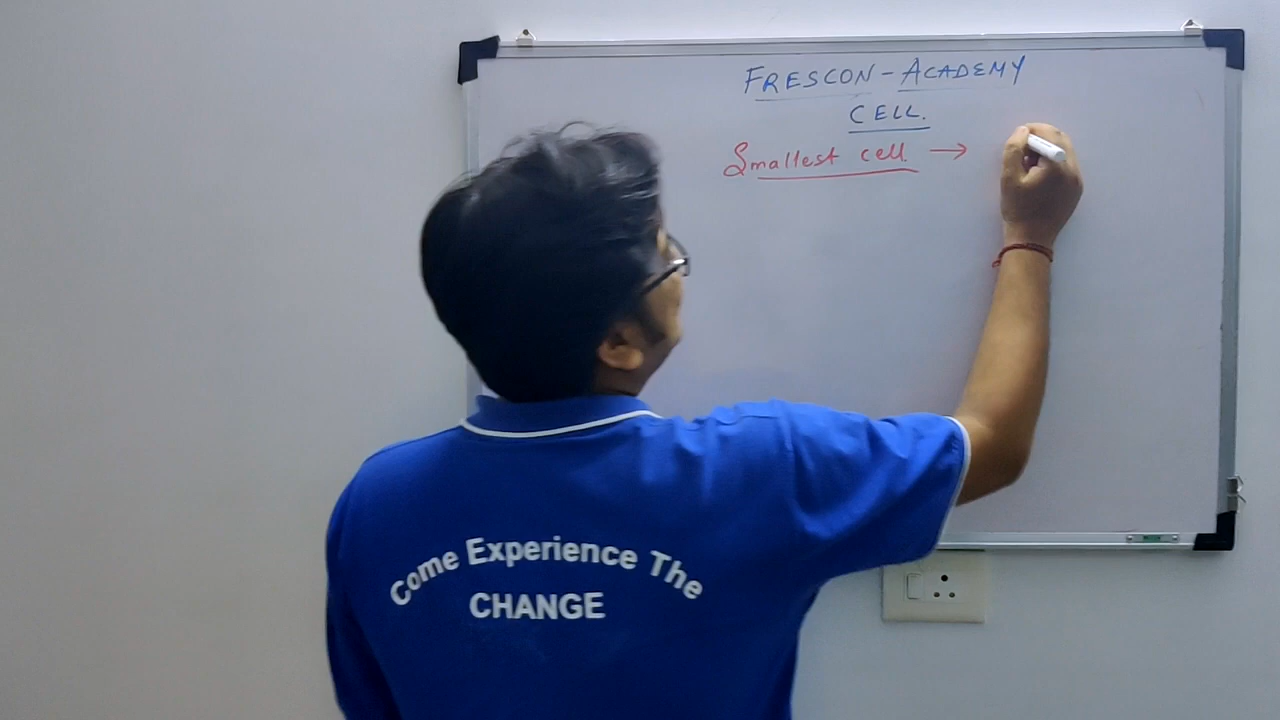 FRESCON - ACADEMY
CELL.
Smallest cell →
Come Experience The
CHANGE